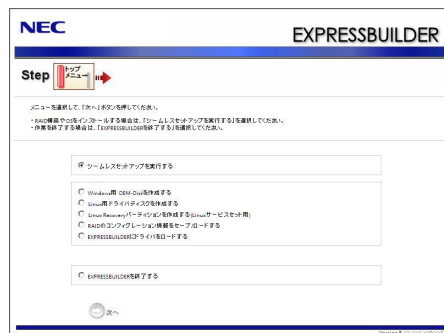 NEC
EXPRESSBUILDER
Step
トップ
メニュー
メニューを選択して、「次へ」ボタンを押してください。
・RAID構築やOSをインストールする場合は、「シームレスセットアップを実行する」を選択してください。
・作業を終了する場合は、「EXPRESSBUILDERを終了する」を選択してください。
シームレスセットアップを実行する
Windows用 OEM-Diskを作成する
Linux用ドライバディスクを作成する
Linux Recoveryパーティションを作成する(Linuxサービスセット用)
RAIDのコンフィグレーション情報をセーブ/ロードする
EXPRESSBUILDERにドライバをロードする
EXPRESSBUILDERを終了する
次へ